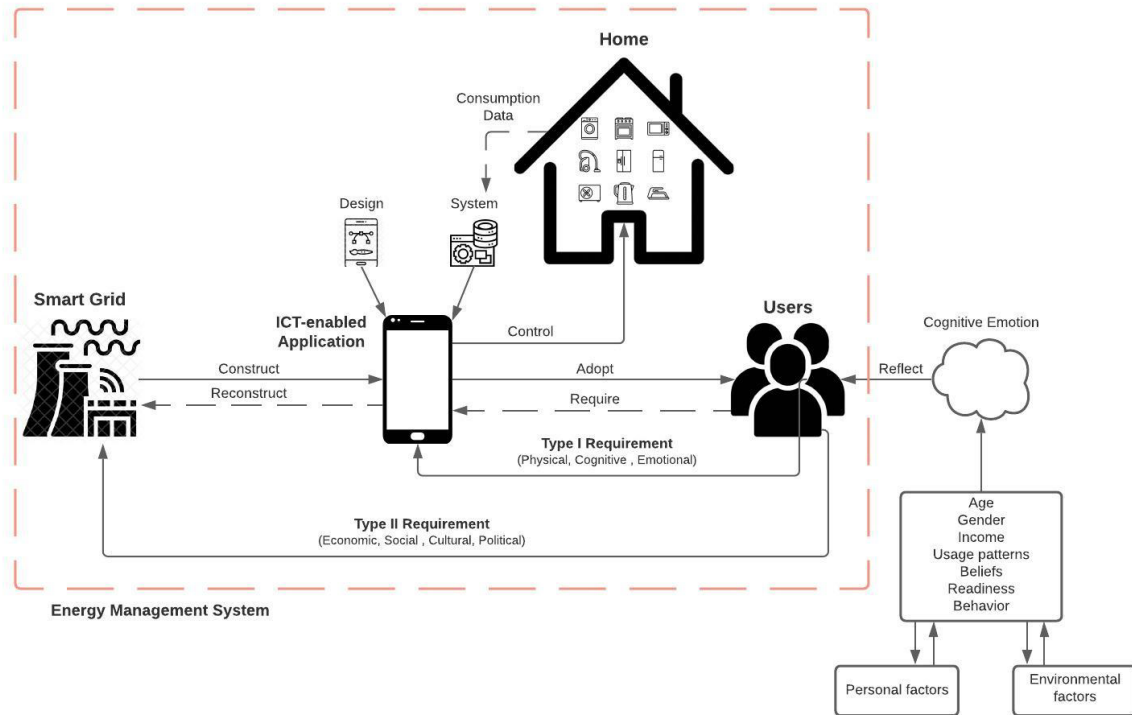 Home
Consumption
Data
Design
System
Smart Grid
ICT-enabled
Application
Users
Cognitive Emotion
Control
Construct
Adopt
Reflect
Reconstruct
Require
Type I Requirement
(Physical, Cognitive , Emotional)
Type II Requirement
(Economic, Social , Cultural, Political)
Energy Management System
Age
Gender
Income
Usage patterns
Beliefs
Readiness
Behavior
Personal factors
Environmental
factors